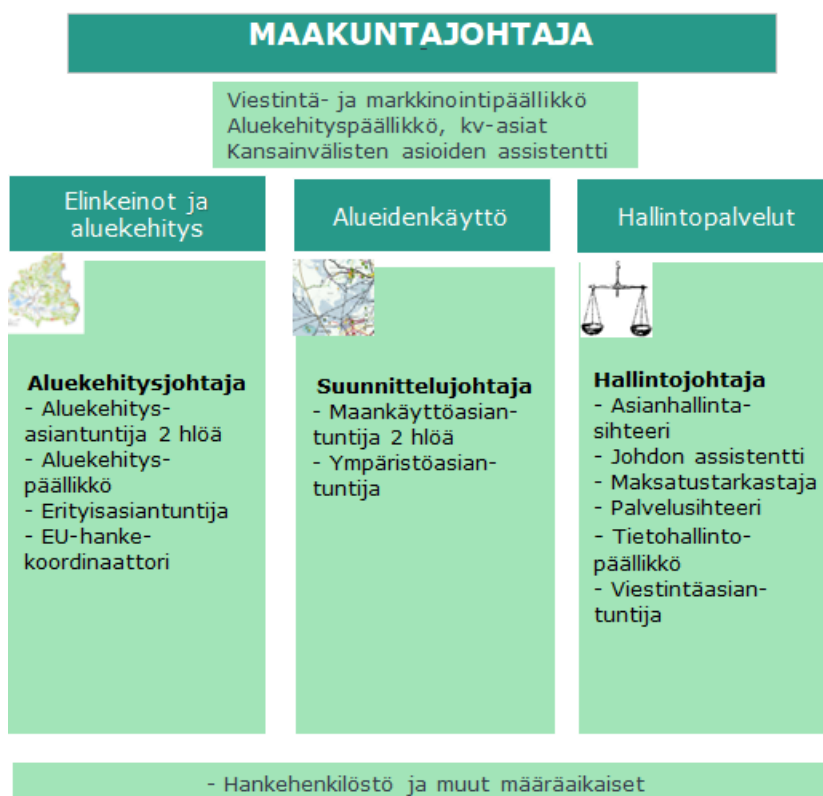 MAAKUNTAJOHTAJA
Viestintä- ja markkinointipäällikkö
Aluekehityspäällikkö, kv-asiat
Kansainvälisten asioiden assistentti
Elinkeinot ja
aluekehitys
Aluekehitysjohtaja
- Aluekehitys-
asiantuntija 2 hlöä
- Aluekehitys-
päällikkö
- Erityisasiantuntija
- EU-hanke-
koordinaattori
Alueidenkäyttö
Suunnittelujohtaja
- Maankäyttöasian-
tuntija 2 hlöä
- Ympäristöasian-
tuntija
Hallintopalvelut
Hallintojohtaja
- Asianhallinta-
sihteeri
- Johdon assistentti
- Maksatustarkastaja
- Palvelusihteeri
- Tietohallinto-
päällikkö
- Viestintäasian-
tuntija
- Hankehenkilöstö ja muut määräaikaiset